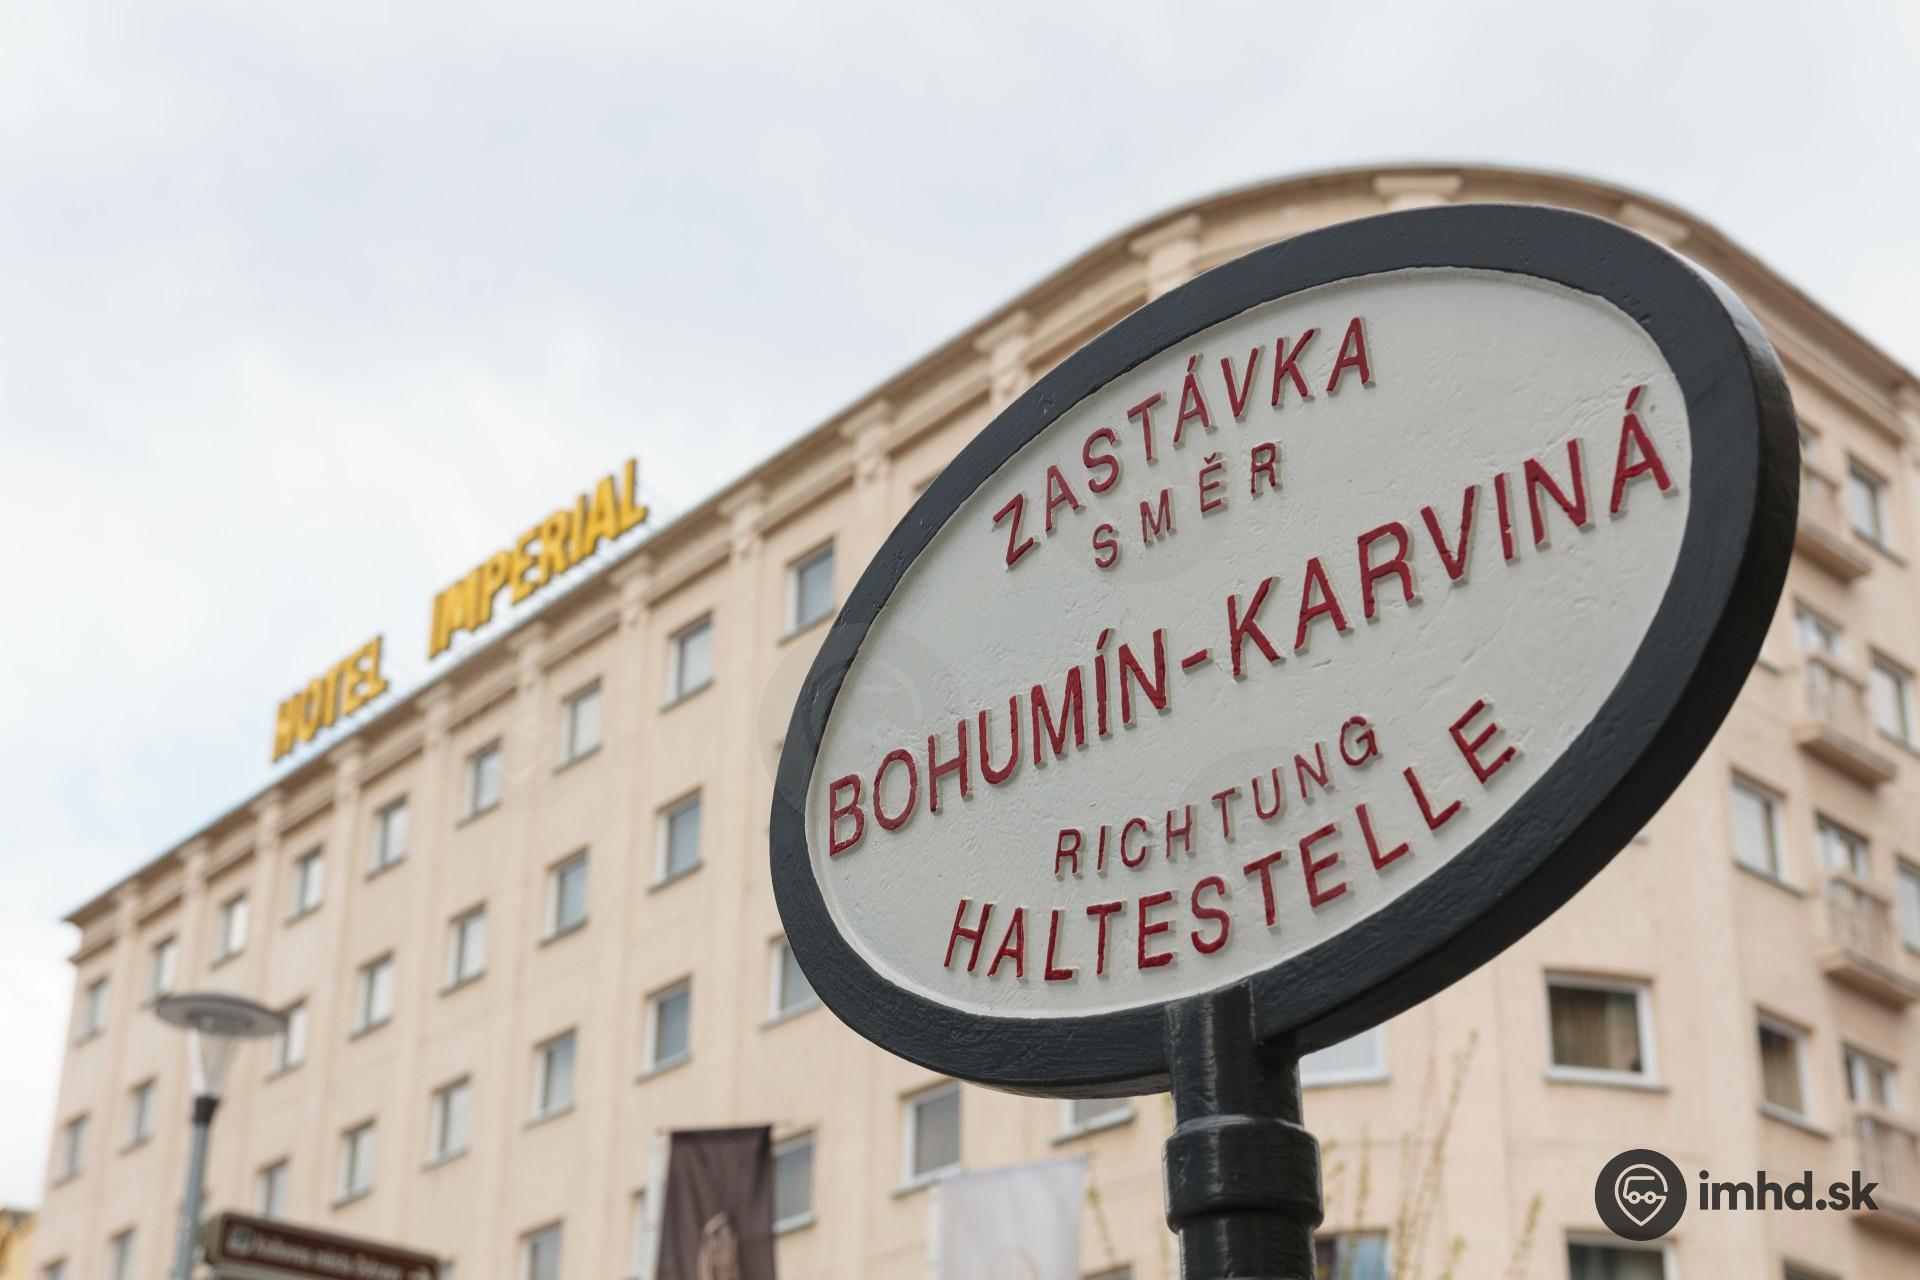 HOTEL IMPERIAL
ZASTÁVKA
SMĚR
BOHUMÍN-KARVINÁ
RICHTUNG
HALTESTELLE
imhd.sk